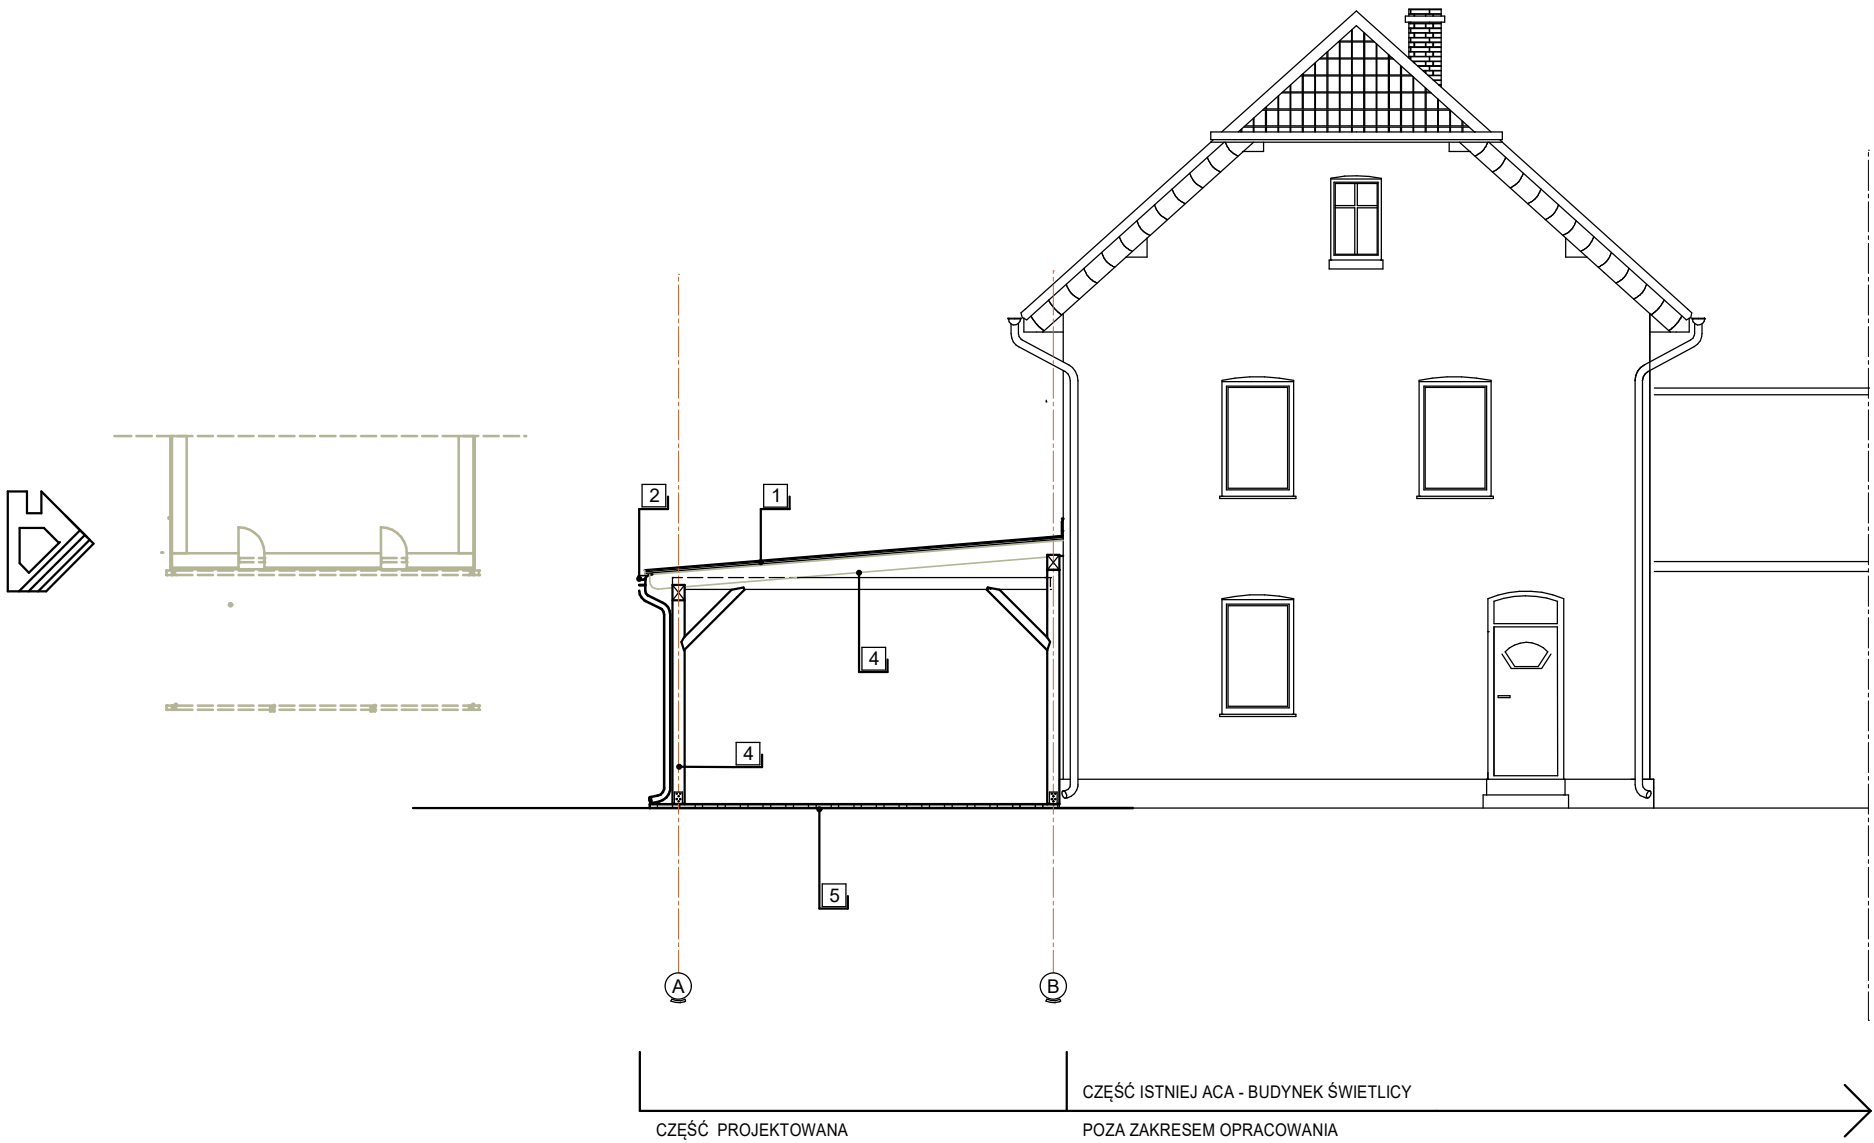 2
1
4
4
5
A
B
CZĘŚĆ ISTNIEJ ACA - BUDYNEK ŚWIETLICY
CZĘŚĆ PROJEKTOWANA
POZA ZAKRESEM OPRACOWANIA